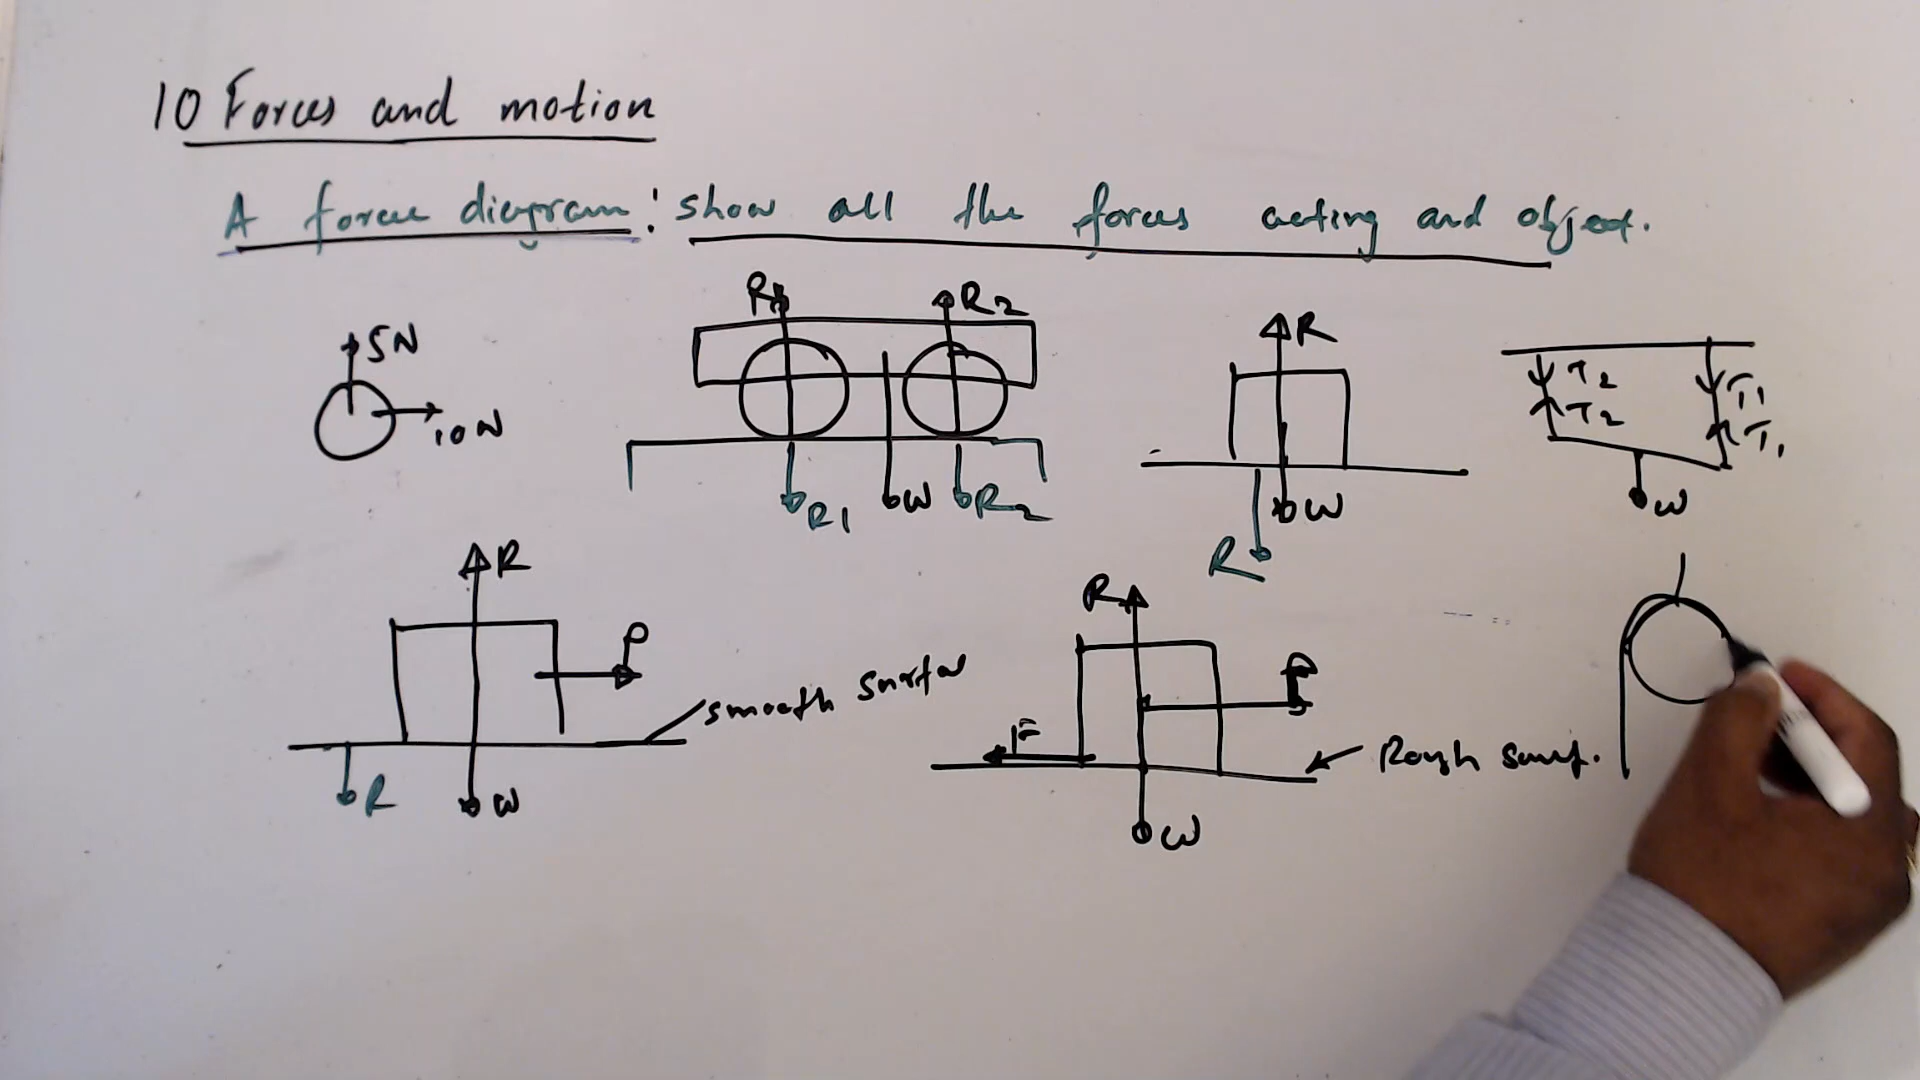 10 Forces and motion
A force diagram: show all the forces acting and object.
5N
10N
R1
R2
R1
W
R2
R
W
R
T2
T2
T1
T1
W
R
P
smooth
R
W
R
P
F
Rough surf.
W